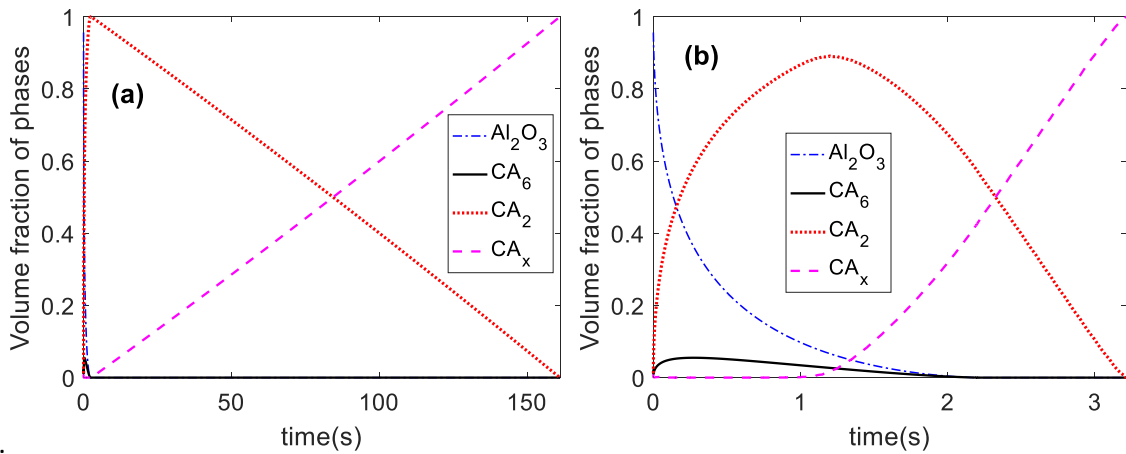 (a)
Volume fraction of phases
1
0.8
0.6
0.4
0.2
0
0
50
100
150
time(s)
Al₂O₃
CA₆
CA₂
CAₓ
(b)
Volume fraction of phases
1
0.8
0.6
0.4
0.2
0
0
1
2
3
time(s)
Al₂O₃
CA₆
CA₂
CAₓ
.